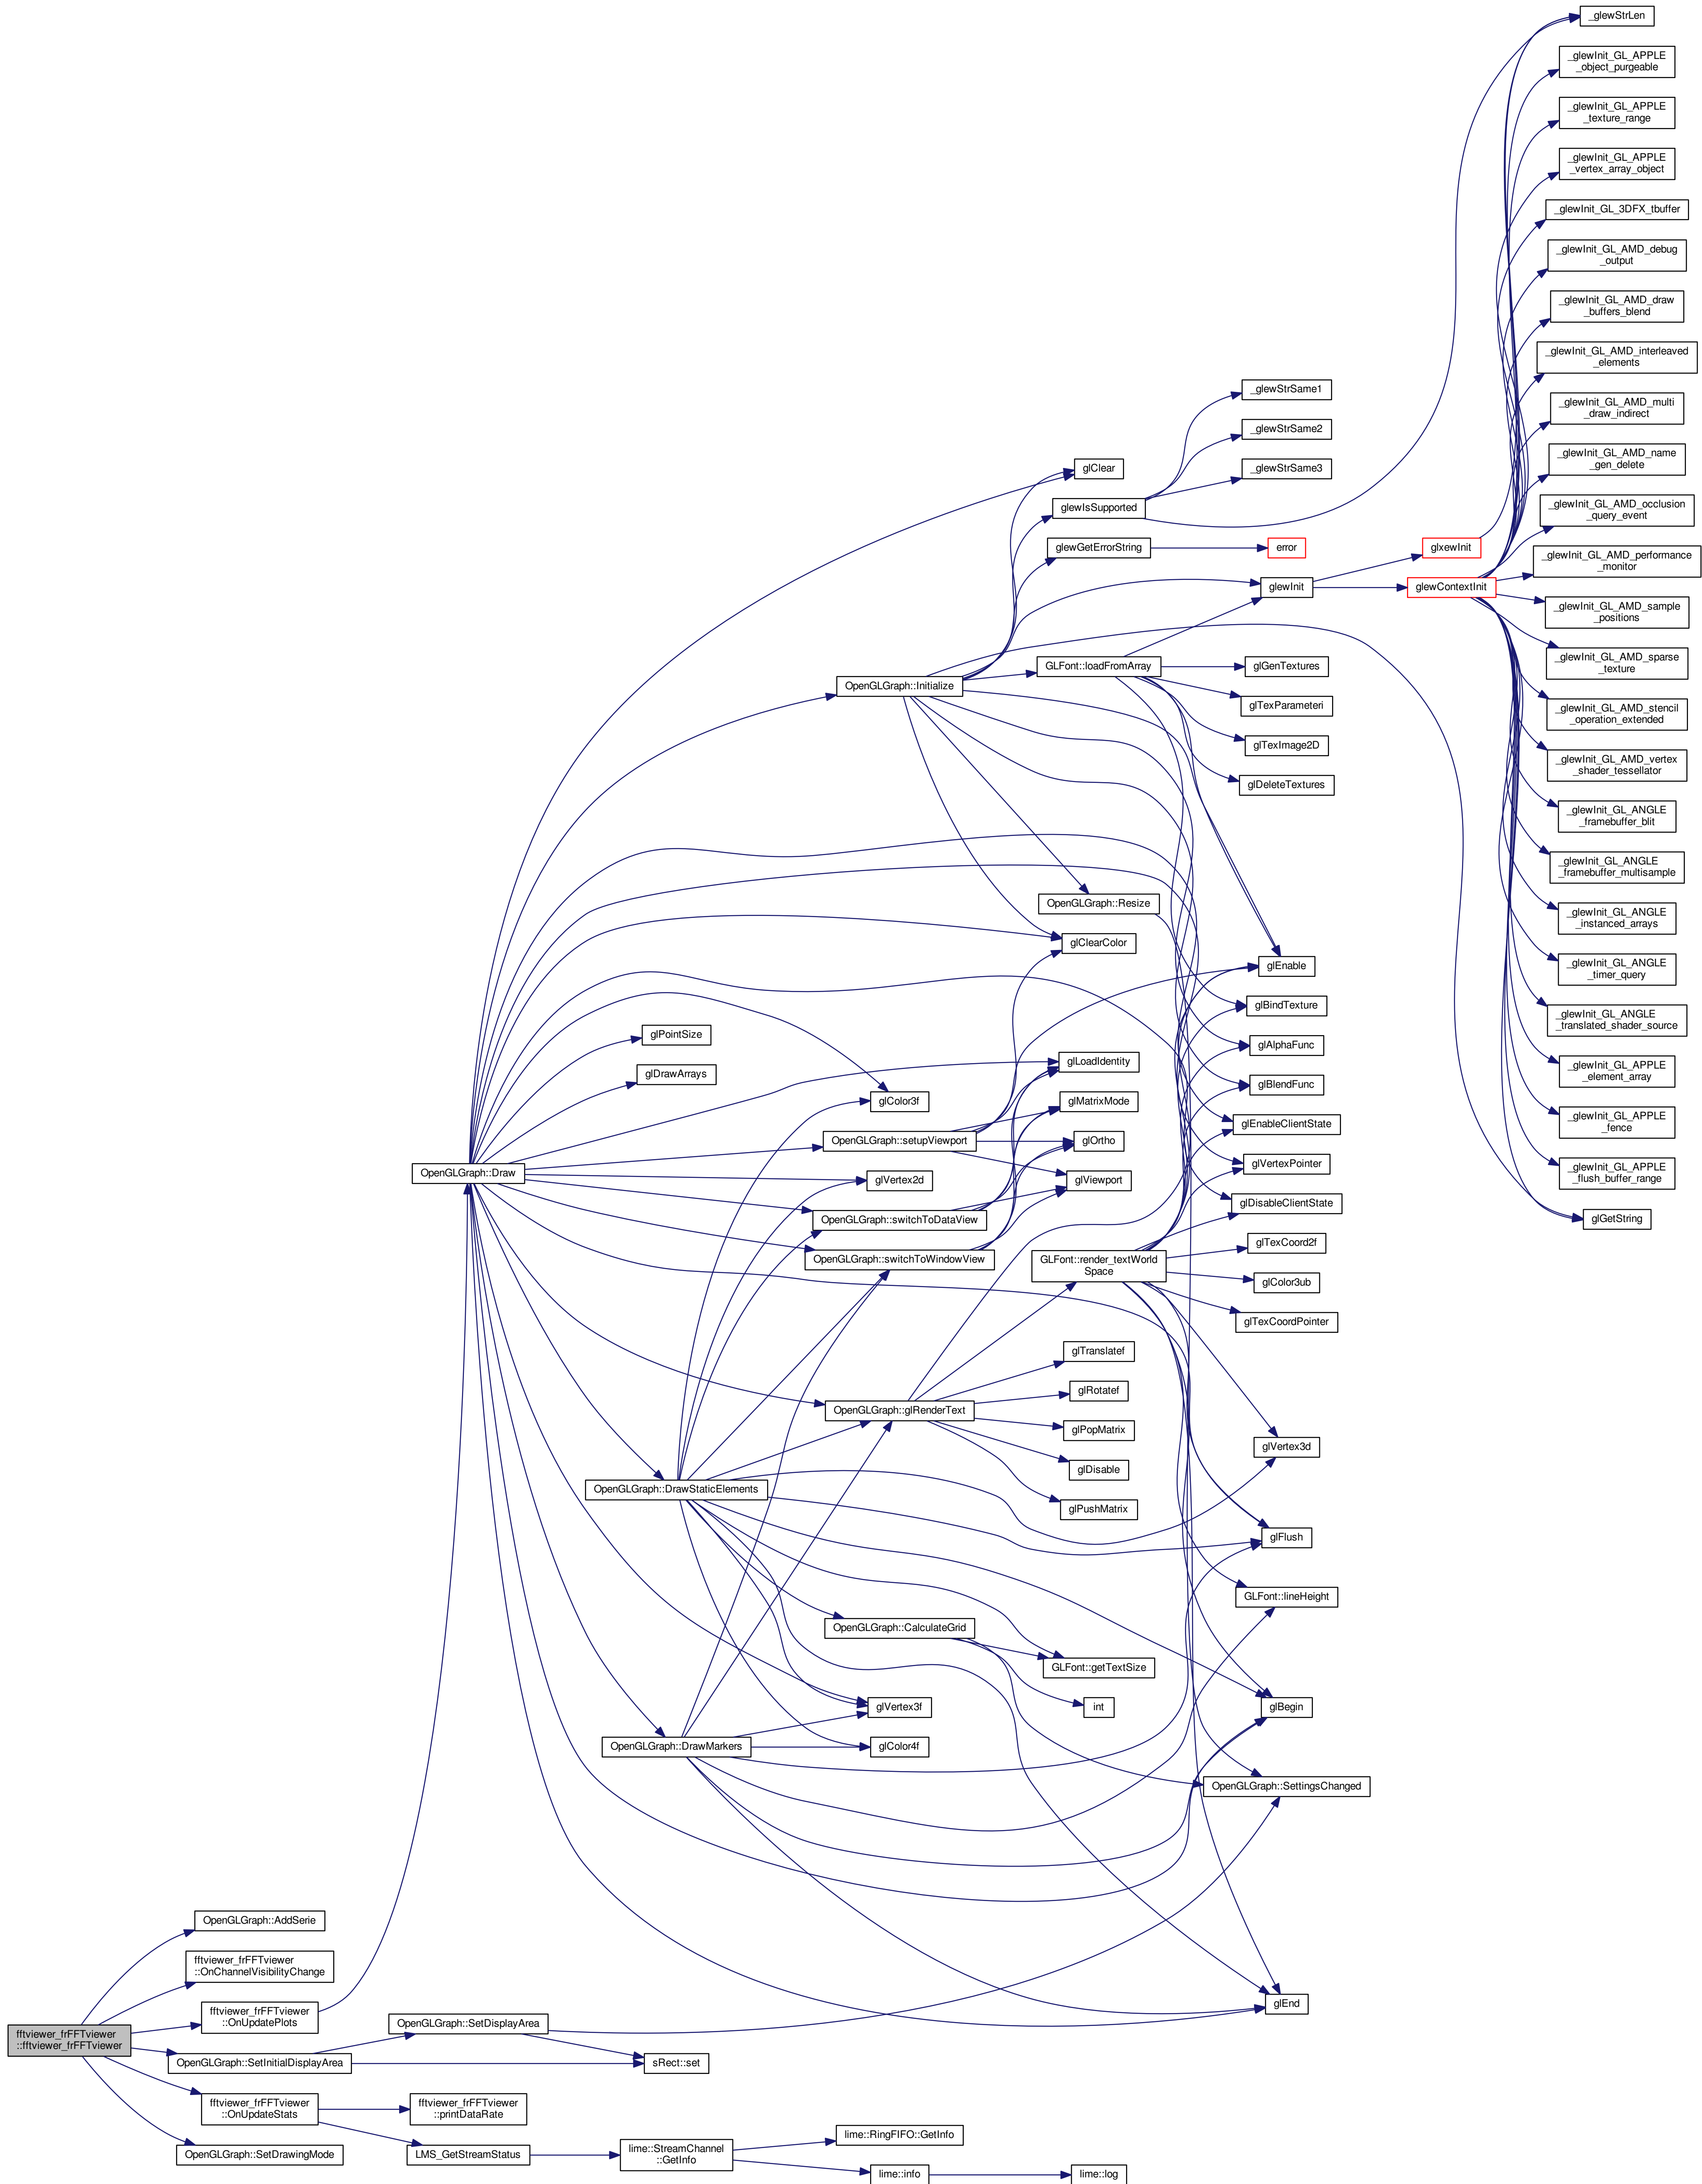 _glewStrLen
_glewInit_GL_APPLE
_object_purgeable
_glewInit_GL_APPLE
_texture_range
_glewInit_GL_APPLE
_vertex_array_object
_glewInit_GL_3DFX_tbuffer
_glewInit_GL_AMD_debug
_output
_glewInit_GL_AMD_draw
_buffers_blend
_glewInit_GL_AMD_interleaved
_elements
_glewStrSame1
_glewInit_GL_AMD_multi
_draw_indirect
_glewStrSame2
_glewInit_GL_AMD_name
_gen_delete
glClear
_glewStrSame3
glewIsSupported
_glewInit_GL_AMD_occlusion
_query_event
glewGetErrorString
error
glxewInit
_glewInit_GL_AMD_performance
_monitor
glewInit
glewContextInit
_glewInit_GL_AMD_sample
_positions
_glewInit_GL_AMD_sparse
_texture
GLFont::loadFromArray
glGenTextures
OpenGLGraph::Initialize
glTexParameteri
_glewInit_GL_AMD_stencil
_operation_extended
glTexImage2D
_glewInit_GL_AMD_vertex
_shader_tessellator
glDeleteTextures
_glewInit_GL_ANGLE
_framebuffer_blit
_glewInit_GL_ANGLE
_framebuffer_multisample
OpenGLGraph::Resize
_glewInit_GL_ANGLE
_instanced_arrays
glClearColor
glEnable
_glewInit_GL_ANGLE
_timer_query
glBindTexture
_glewInit_GL_ANGLE
_translated_shader_source
glPointSize
glAlphaFunc
glLoadIdentity
glDrawArrays
_glewInit_GL_APPLE
_element_array
glBlendFunc
glColor3f
glMatrixMode
glEnableClientState
_glewInit_GL_APPLE
_fence
OpenGLGraph::setupViewport
glOrtho
glVertexPointer
OpenGLGraph::Draw
_glewInit_GL_APPLE
_flush_buffer_range
glVertex2d
glViewport
glDisableClientState
OpenGLGraph::switchToDataView
glGetString
glTexCoord2f
OpenGLGraph::switchToWindowView
GLFont::render_textWorld
Space
glColor3ub
glTexCoordPointer
glTranslatef
glRotatef
OpenGLGraph::glRenderText
glPopMatrix
glVertex3d
glDisable
OpenGLGraph::DrawStaticElements
glPushMatrix
glFlush
GLFont::lineHeight
OpenGLGraph::CalculateGrid
GLFont::getTextSize
glVertex3f
int
glBegin
OpenGLGraph::DrawMarkers
glColor4f
OpenGLGraph::SettingsChanged
OpenGLGraph::AddSerie
fftviewer_frFFTviewer
::OnChannelVisibilityChange
glEnd
fftviewer_frFFTviewer
::OnUpdatePlots
OpenGLGraph::SetDisplayArea
fftviewer_frFFTviewer
::fftviewer_frFFTviewer
OpenGLGraph::SetInitialDisplayArea
sRect::set
fftviewer_frFFTviewer
::OnUpdateStats
fftviewer_frFFTviewer
::printDataRate
lime::RingFIFO::GetInfo
OpenGLGraph::SetDrawingMode
LMS_GetStreamStatus
lime::StreamChannel
::GetInfo
lime::info
lime::log